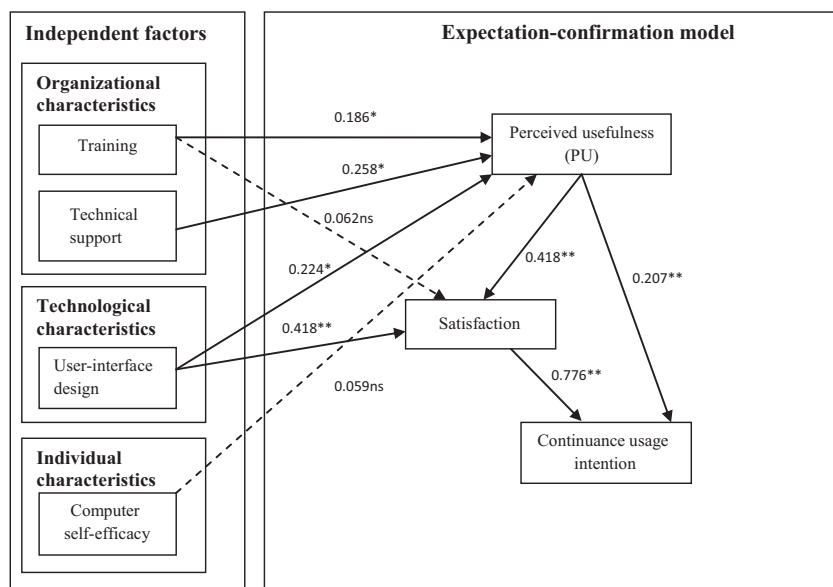 Independent factors
Expectation-confirmation model
Organizational
characteristics
Training
Technical
support
Technological
characteristics
User-interface
design
Individual
characteristics
Computer
self-efficacy
0.186*
0.258*
0.062ns
0.224*
0.418**
0.059ns
Perceived usefulness
(PU)
0.418**
0.207**
Satisfaction
0.776**
Continuance usage
intention